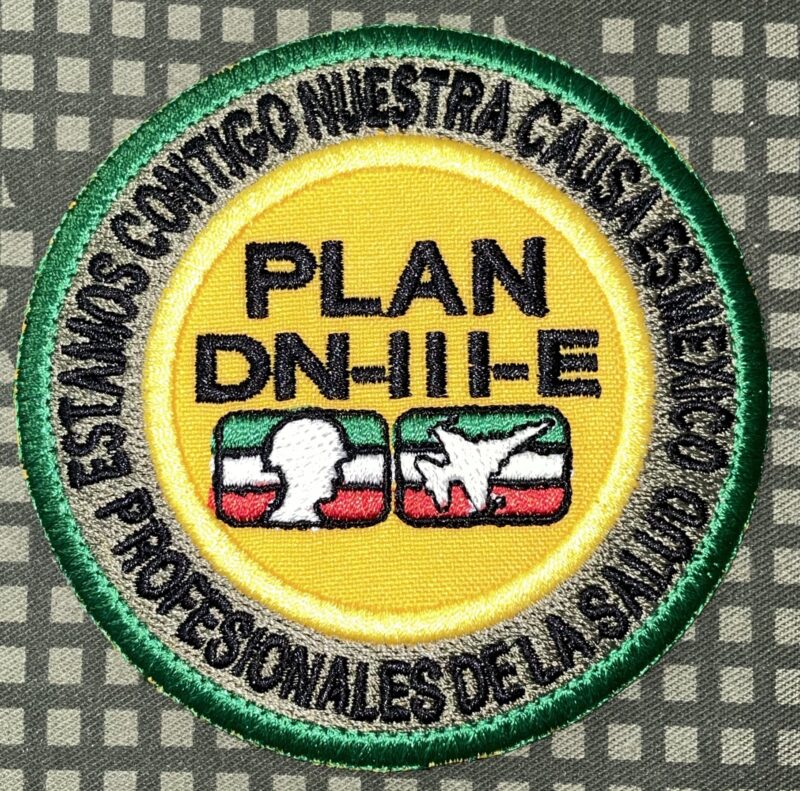 ESTAMOS CONTIGO NUESTRA CAUSA ES MEXICO
PLAN
DN-III-E
PROFESIONALES DE LA SALUD